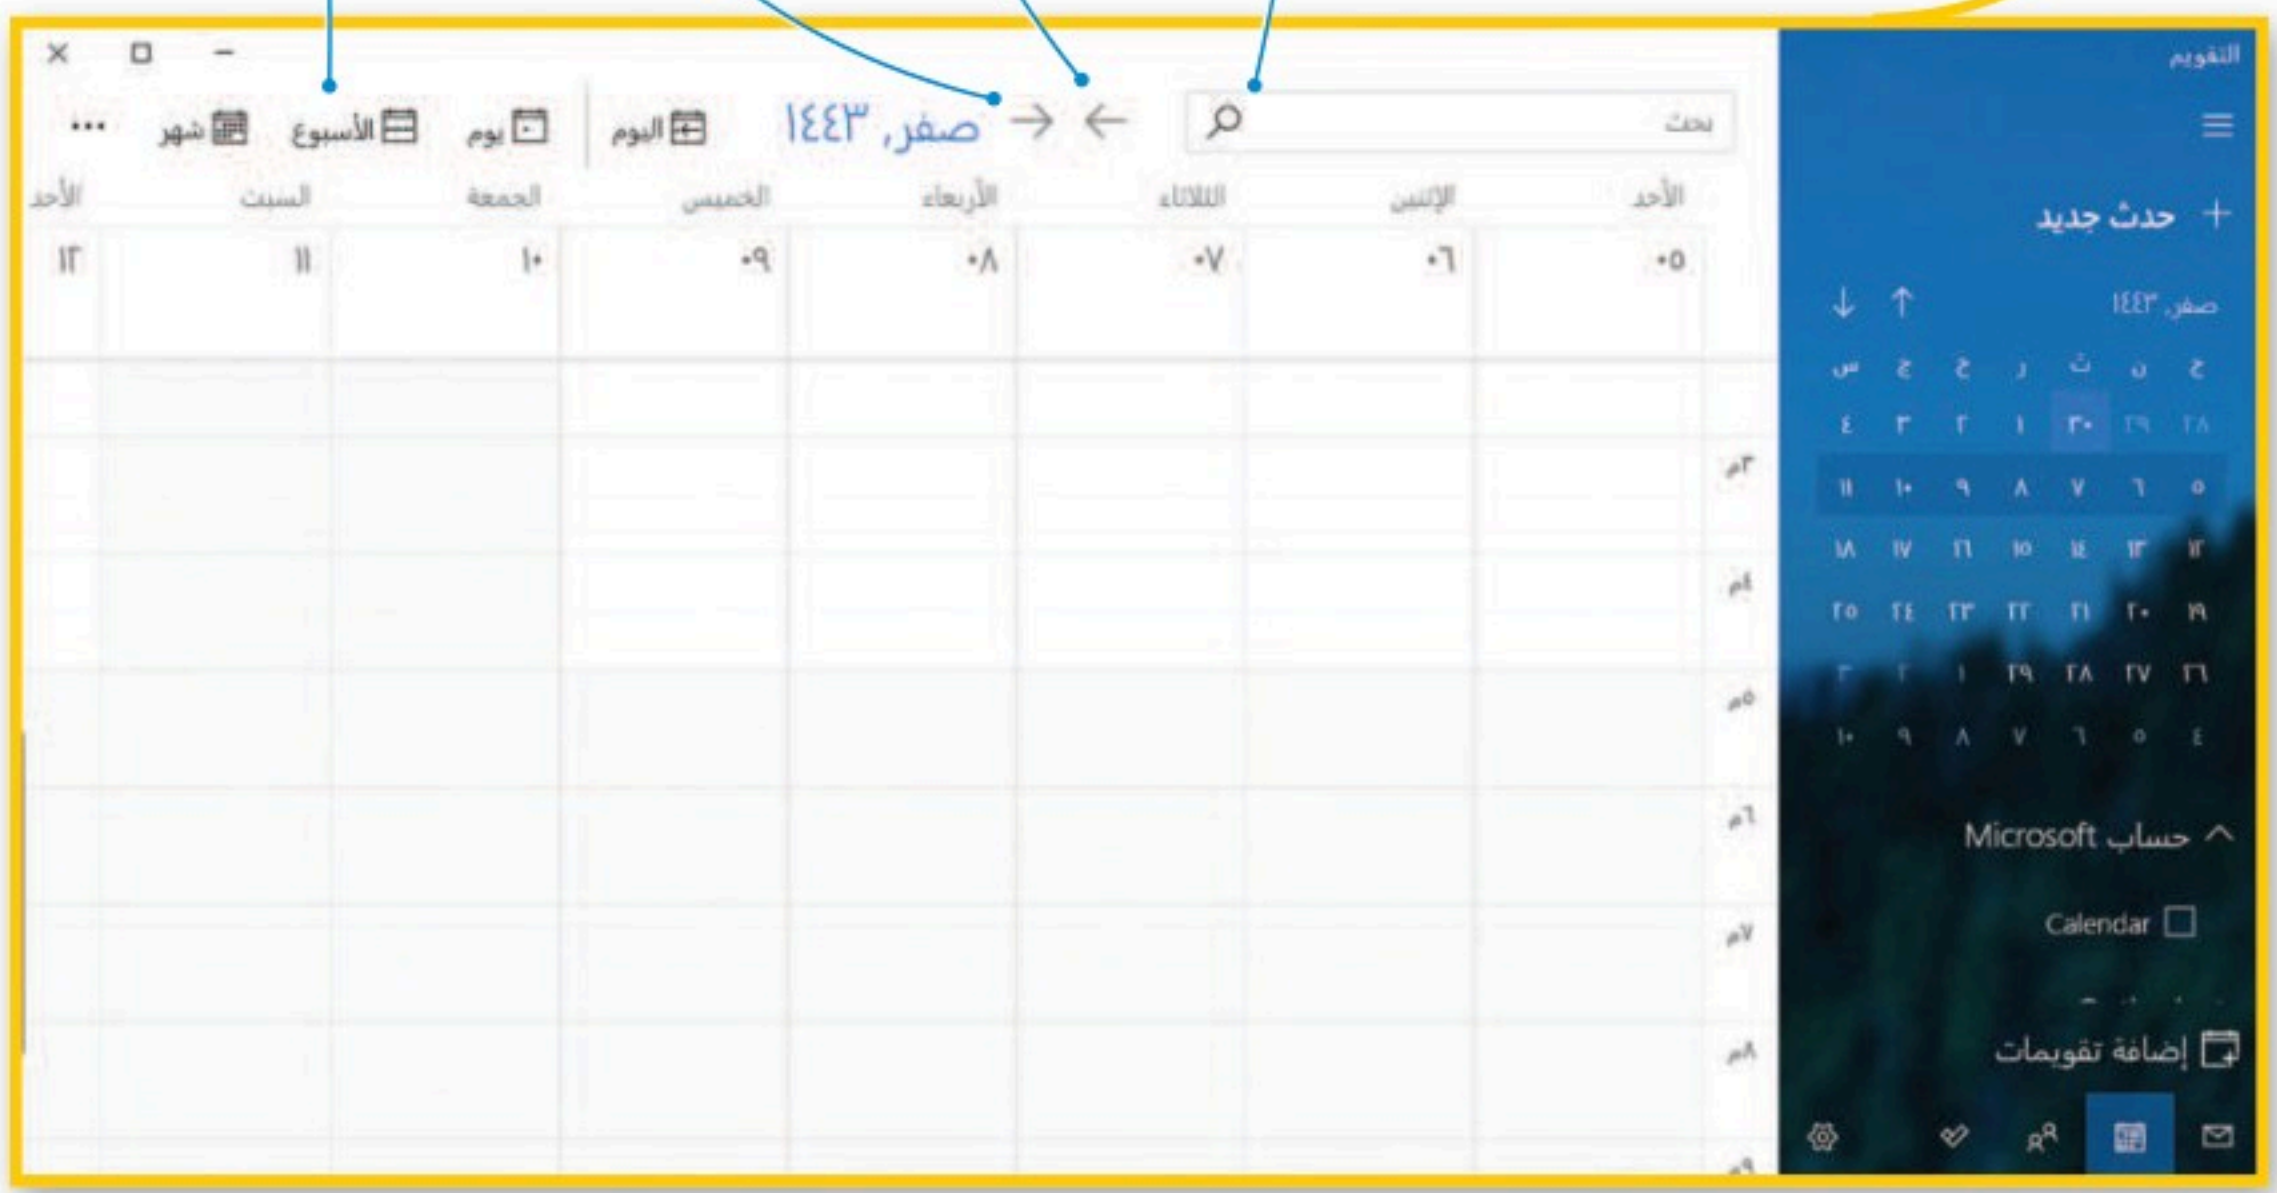 التقويم
بحث
صفر, ١٤٤٣
اليوم
يوم
الأسبوع
شهر
...
+ حدث جديد
صفر, ١٤٤٣
ح ن ث ر خ ج س
٢٨ ٢٩ ٣٠ ١ ٢ ٣ ٤
٥ ٦ ٧ ٨ ٩ ١٠ ١١
١٢ ١٣ ١٤ ١٥ ١٦ ١٧ ١٨
١٩ ٢٠ ٢١ ٢٢ ٢٣ ٢٤ ٢٥
٢٦ ٢٧ ٢٨ ٢٩ ١ ٢ ٣
٤ ٥ ٦ ٧ ٨ ٩ ١٠
حساب Microsoft
Calendar
إضافة تقويمات
الأحد الإثنين الثلاثاء الأربعاء الخميس الجمعة السبت الأحد
٠٥ ٠٦ ٠٧ ٠٨ ٠٩ ١٠ ١١ ١٢
٣م
٤م
٥م
٦م
٧م
٨م
٩م